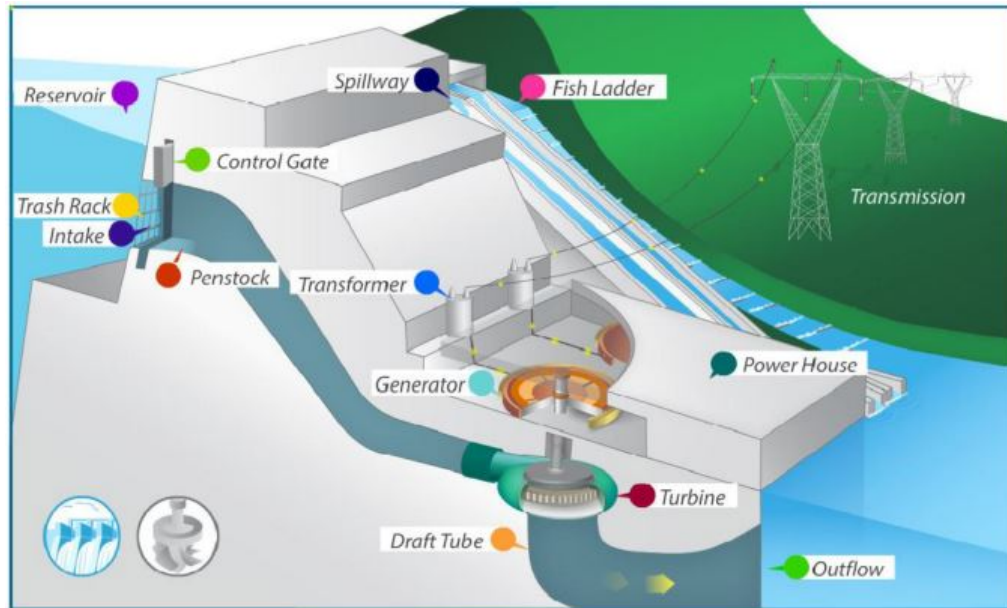 Spillway
Fish Ladder
Reservoir
Control Gate
Transmission
Trash Rack
Intake
Penstock
Transformer
Power House
Generator
Turbine
Draft Tube
Outflow